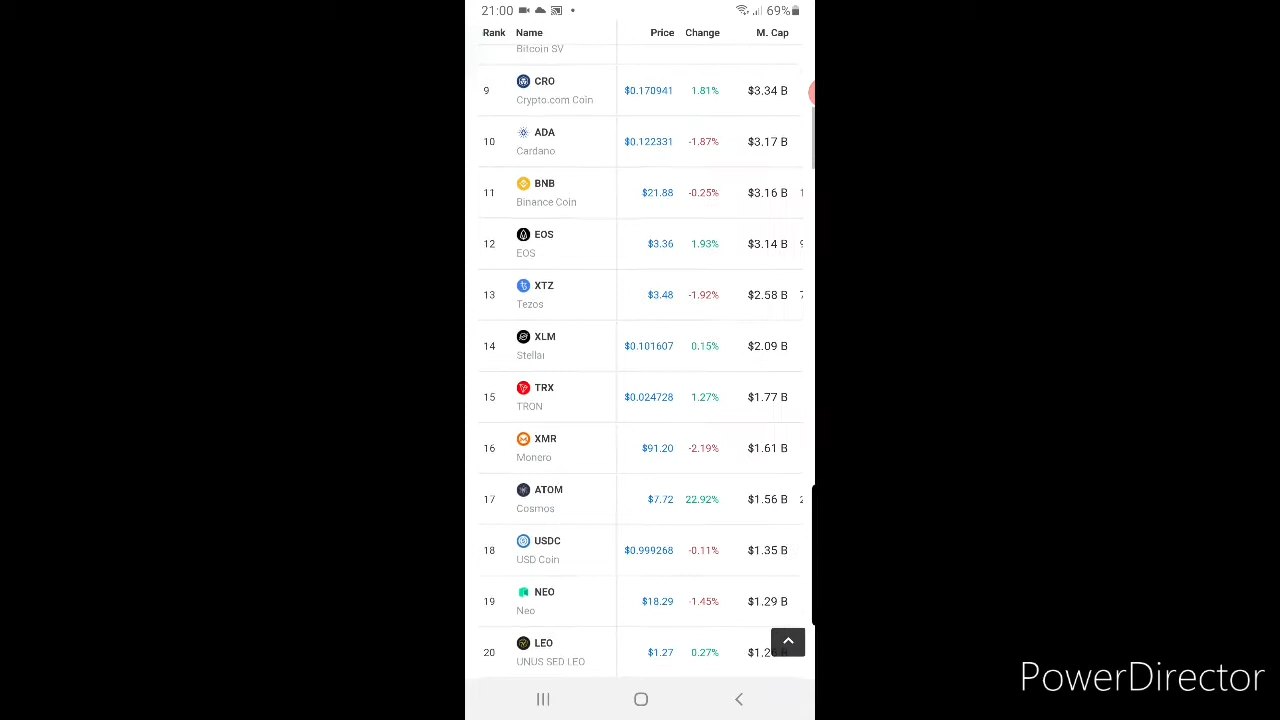 21:00 69%
Rank Name Price Change M. Cap
Bitcoin SV
9 CRO $0.170941 1.81% $3.34 B
Crypto.com Coin
10 ADA $0.122331 -1.87% $3.17 B
Cardano
11 BNB $21.88 -0.25% $3.16 B 1
Binance Coin
12 EOS $3.36 1.93% $3.14 B 9
EOS
13 XTZ $3.48 -1.92% $2.58 B 7
Tezos
14 XLM $0.101607 0.15% $2.09 B
Stellar
15 TRX $0.024728 1.27% $1.77 B
TRON
16 XMR $91.20 -2.19% $1.61 B
Monero
17 ATOM $7.72 22.92% $1.56 B 2
Cosmos
18 USDC $0.999268 -0.11% $1.35 B
USD Coin
19 NEO $18.29 -1.45% $1.29 B
Neo
20 LEO $1.27 0.27%
UNUS SED LEO
PowerDirector